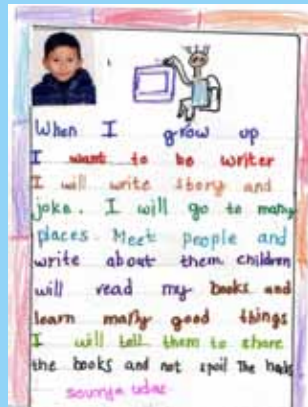 When I grow up
I want to be writer
I will write story and
joke. I will go to many
places. Meet people and
write about them. children
will read my books and
learn many good things
I will tell them to share
the books and not spoil The